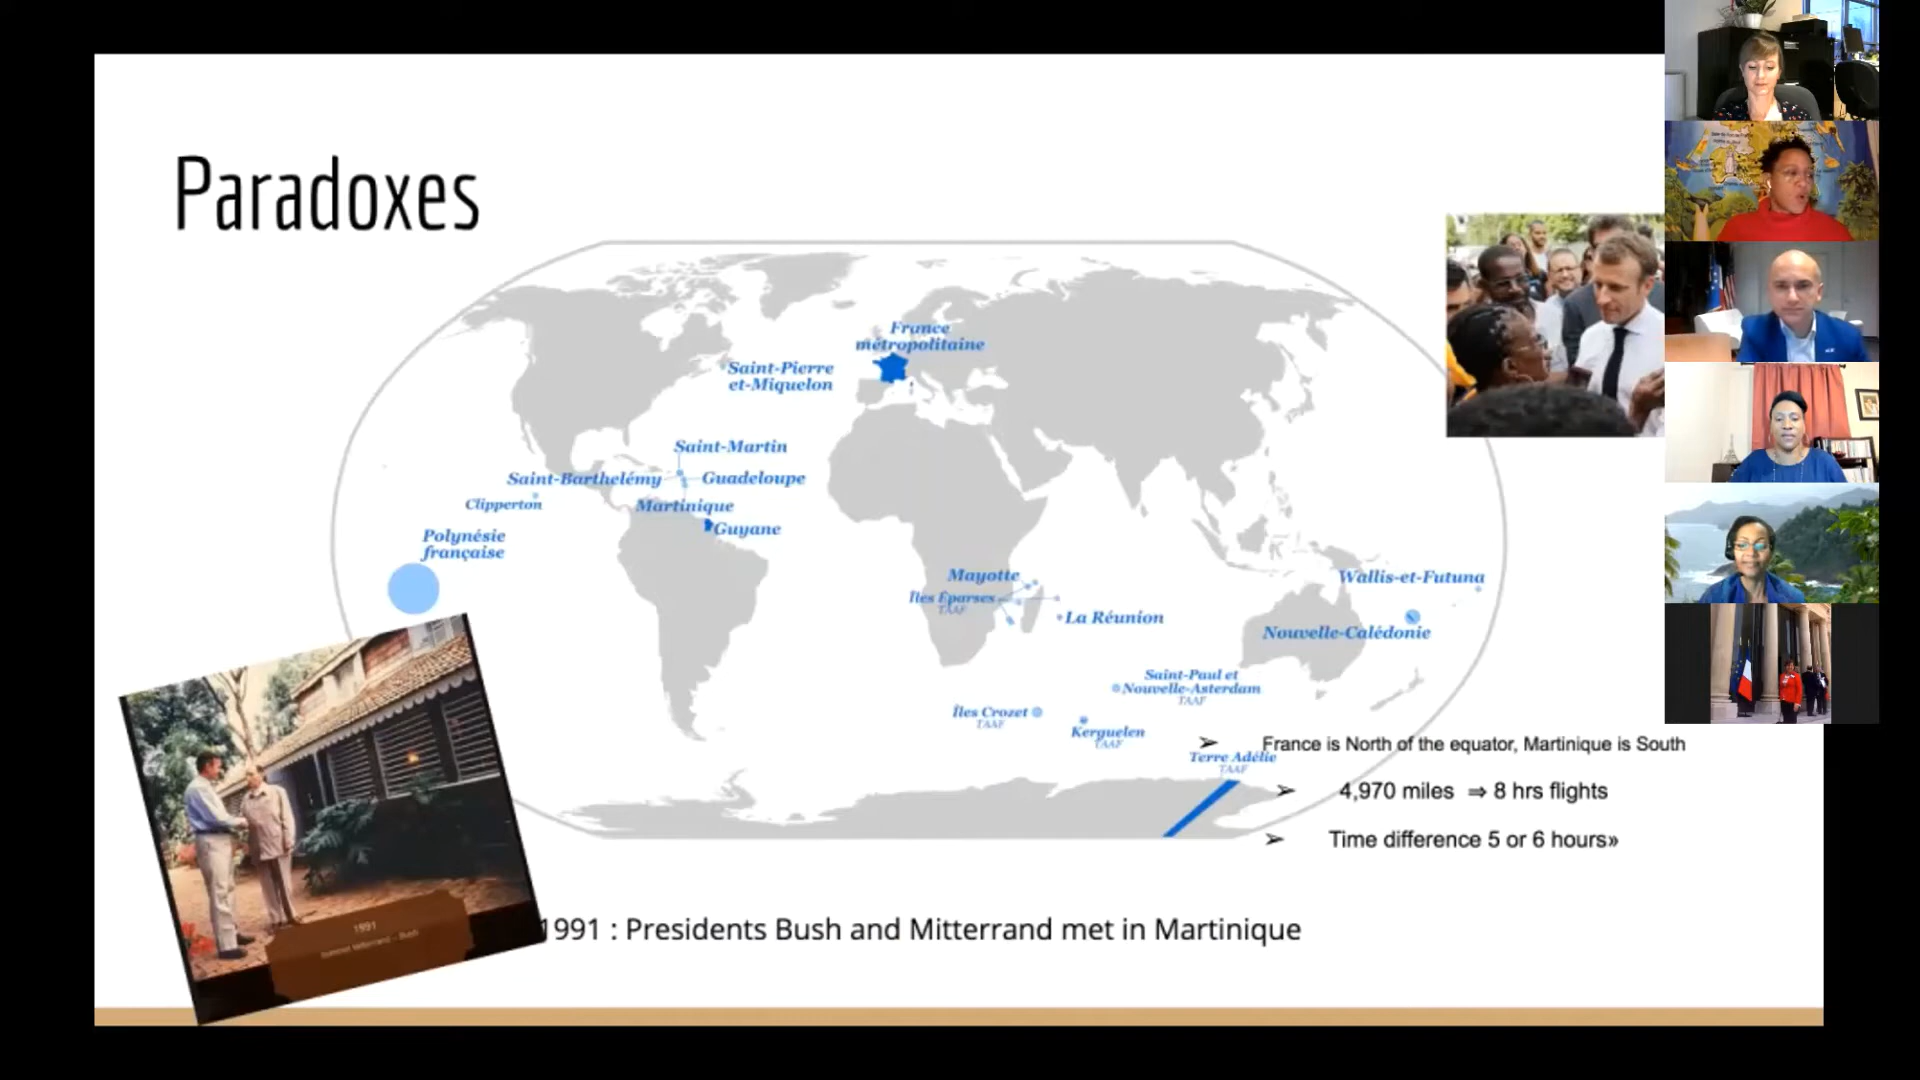 Paradoxes
France
métropolitaine
Saint-Pierre
et-Miquelon
Saint-Martin
Saint-Barthélémy
Guadeloupe
Clipperton
Martinique
Guyane
Polynésie
française
Mayotte
Îles Éparses
TAAF
La Réunion
Wallis-et-Futuna
Nouvelle-Calédonie
Saint-Paul et
Nouvelle-Asterdam
TAAF
Îles Crozet
TAAF
Kerguelen
TAAF
Terre Adélie
TAAF
➢ France is North of the equator, Martinique is South
➢ 4,970 miles ⇒ 8 hrs flights
➢ Time difference 5 or 6 hours»
1991
1991 : Presidents Bush and Mitterrand met in Martinique